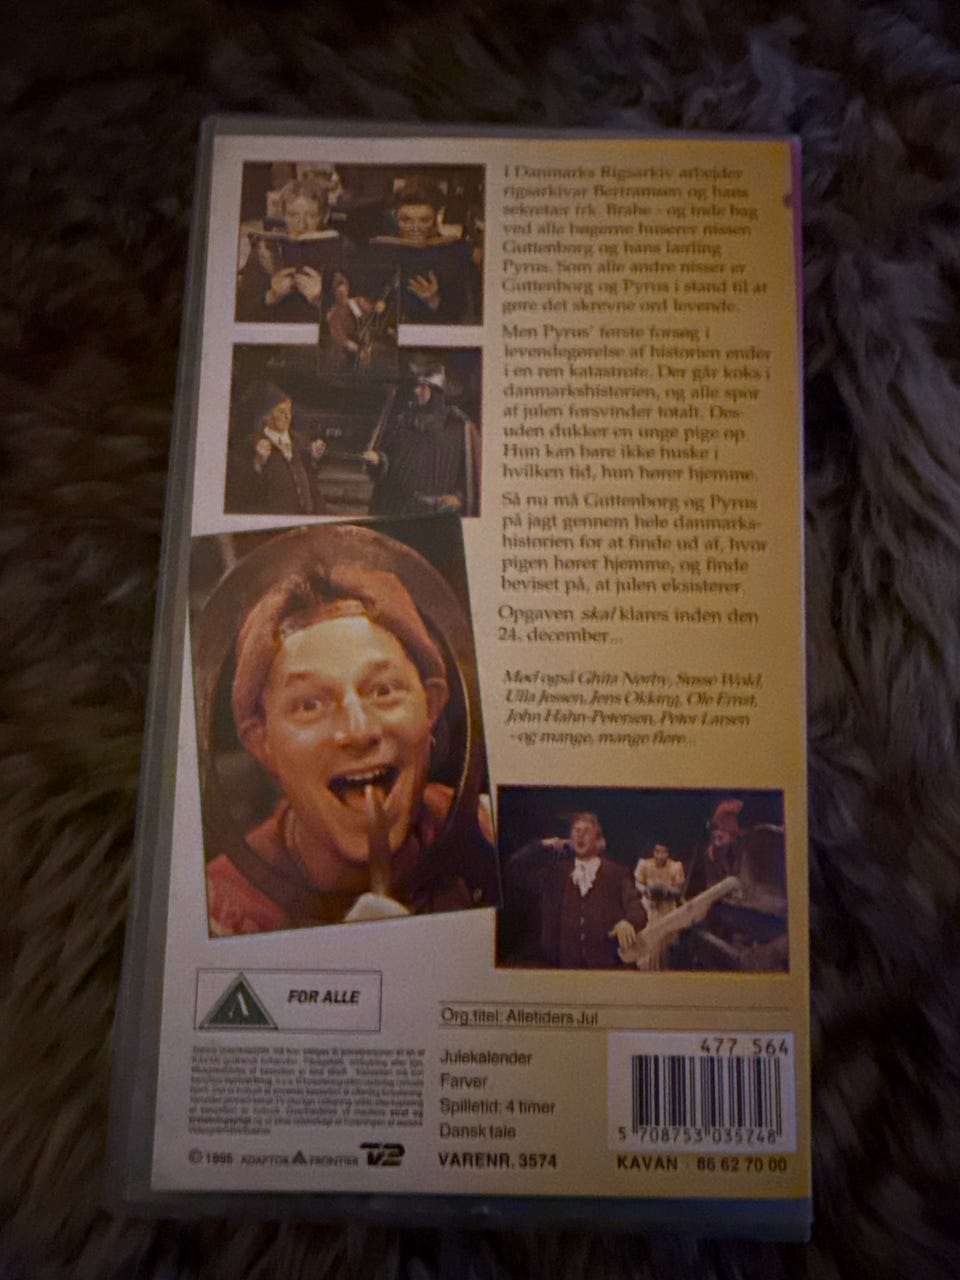 I Danmarks Rigsarkiv arbejder
rigsarkivar Bertramsen og hans
sekretær frk. Brahe - og inde bag
ved alle bøgerne huserer nissen
Guttenborg og hans lærling
Pyrus. Som alle andre nisser er
Guttenborg og Pyrus i stand til at
gøre det skrevne ord levende.
Men Pyrus' første forsøg i
levendegørelse af historien ender
i en ren katastrofe. Der går koks i
danmarkshistorien, og alle spor
af julen forsvinder totalt. Des-
uden dukker en unge pige op.
Hun kan bare ikke huske i
hvilken tid, hun hører hjemme.
Så nu må Guttenborg og Pyrus
på jagt gennem hele danmarks-
historien for at finde ud af, hvor
pigen hører hjemme, og finde
beviset på, at julen eksisterer.
Opgaven skal klares inden den
24. december...
Mød også Ghita Nørby, Susse Wold,
Ulla Jessen, Jens Okking, Ole Ernst,
John Hahn-Petersen, Peter Larsen
- og mange, mange flere...
A FOR ALLE
Org.titel: Alletiders Jul
Julekalender
Farver
Spilletid: 4 timer
Dansk tale
VARENR. 3574
477 564
5 708753 035748
KAVAN 86 62 70 00
© 1995 ADAPTOR FRONTIER TV2